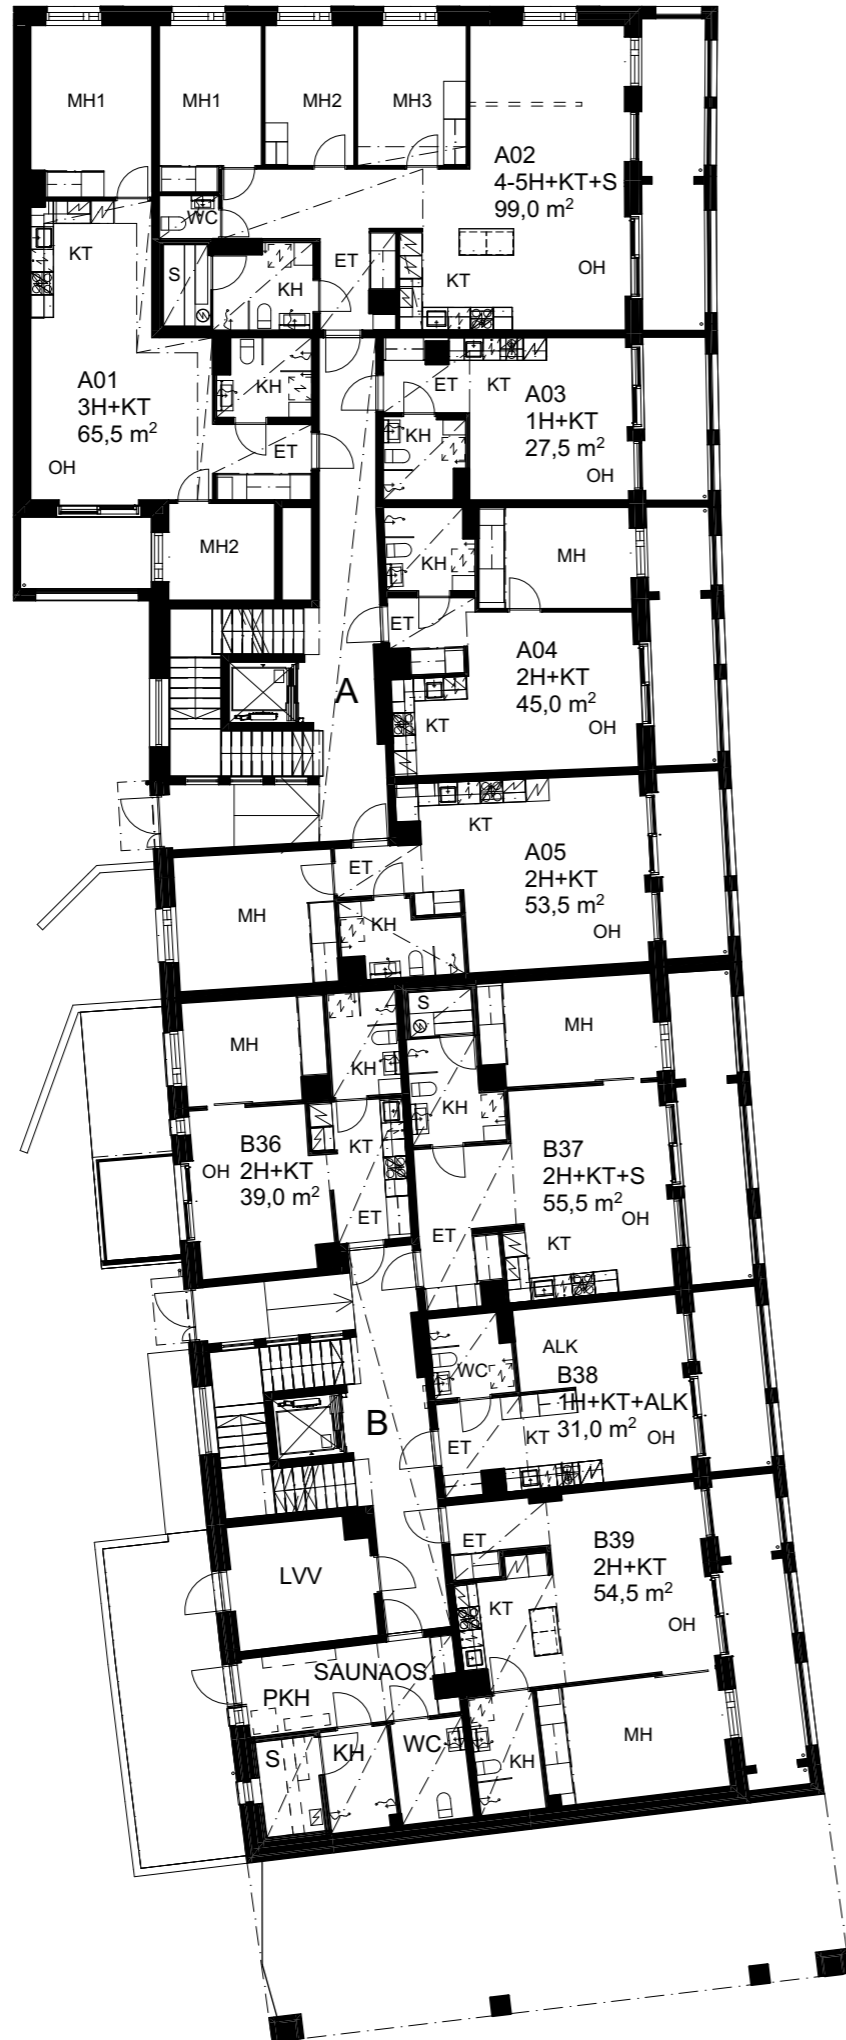 MH1
MH1
MH2
MH3
A02
4-5H+KT+S
99,0 m²
WC
KT
ET
S
KH
KT
OH
A01
3H+KT
65,5 m²
KH
ET
OH
MH2
ET
KT
A03
1H+KT
27,5 m²
KH
OH
KH
MH
ET
A04
2H+KT
45,0 m²
KT
OH
A
KT
ET
A05
2H+KT
53,5 m²
MH
KH
OH
S
MH
MH
KH
KH
B36
2H+KT
39,0 m²
OH
KT
ET
B37
2H+KT+S
55,5 m²
OH
ET
KT
ALK
WC
B38
1H+KT+ALK
31,0 m²
ET
KT
OH
B
ET
B39
2H+KT
54,5 m²
LVV
KT
OH
SAUNAOS
PKH
S
KH
WC
KH
MH